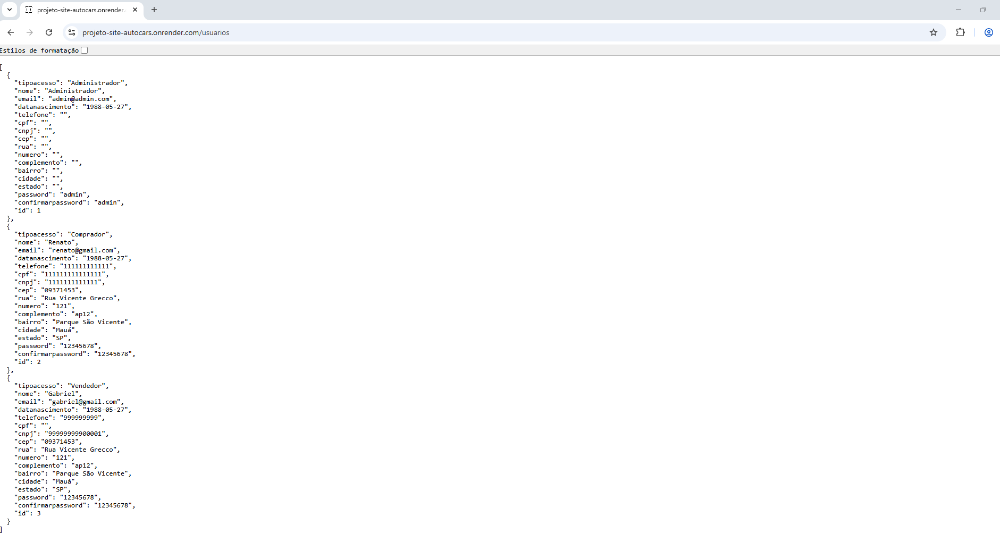 projeto-site-autocars.onrender.
projeto-site-autocars.onrender.com/usuarios
Estilos de formatação
[
  {
    "tipoacesso": "Administrador",
    "nome": "Administrador",
    "email": "admin@admin.com",
    "datanascimento": "1988-05-27",
    "telefone": "",
    "cpf": "",
    "cnpj": "",
    "cep": "",
    "rua": "",
    "numero": "",
    "complemento": "",
    "bairro": "",
    "cidade": "",
    "estado": "",
    "password": "admin",
    "confirmarpassword": "admin",
    "id": 1
  },
  {
    "tipoacesso": "Comprador",
    "nome": "Renato",
    "email": "renato@gmail.com",
    "datanascimento": "1988-05-27",
    "telefone": "111111111111",
    "cpf": "111111111111111",
    "cnpj": "1111111111111",
    "cep": "09371453",
    "rua": "Rua Vicente Grecco",
    "numero": "121",
    "complemento": "ap12",
    "bairro": "Parque São Vicente",
    "cidade": "Mauá",
    "estado": "SP",
    "password": "12345678",
    "confirmarpassword": "12345678",
    "id": 2
  },
  {
    "tipoacesso": "Vendedor",
    "nome": "Gabriel",
    "email": "gabriel@gmail.com",
    "datanascimento": "1988-05-27",
    "telefone": "999999999",
    "cpf": "",
    "cnpj": "99999999900001",
    "cep": "09371453",
    "rua": "Rua Vicente Grecco",
    "numero": "121",
    "complemento": "ap12",
    "bairro": "Parque São Vicente",
    "cidade": "Mauá",
    "estado": "SP",
    "password": "12345678",
    "confirmarpassword": "12345678",
    "id": 3
  }
]